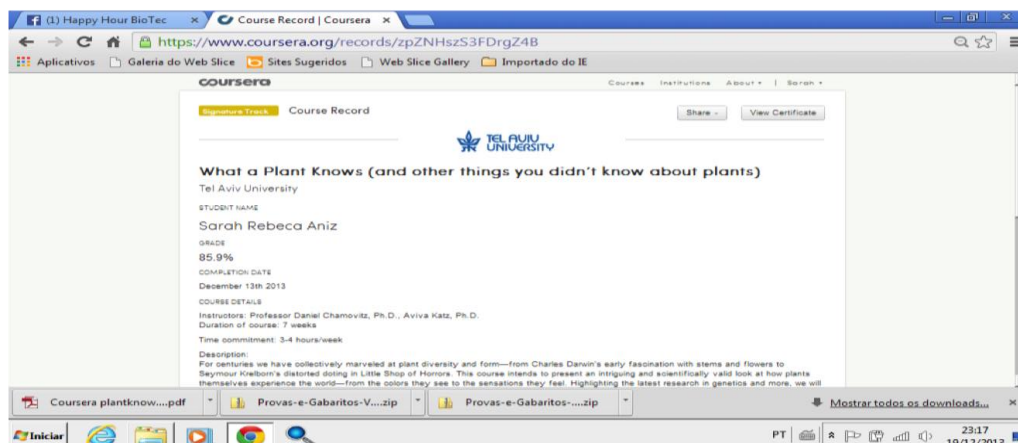 (1) Happy Hour BioTec
Course Record | Coursera
https://www.coursera.org/records/zpZNHszS3FDrgZ4B
Aplicativos Galeria do Web Slice Sites Sugeridos Web Slice Gallery Importado do IE
coursera Courses Institutions About | Sarah
Signature Track Course Record Share View Certificate
TEL AVIV
UNIVERSITY
What a Plant Knows (and other things you didn't know about plants)
Tel Aviv University
STUDENT NAME
Sarah Rebeca Aniz
GRADE
85.9%
COMPLETION DATE
December 13th 2013
COURSE DETAILS
Instructors: Professor Daniel Chamovitz, Ph.D., Aviva Katz, Ph.D.
Duration of course: 7 weeks
Time commitment: 3-4 hours/week
Description:
For centuries we have collectively marveled at plant diversity and form—from Charles Darwin's early fascination with stems and flowers to
Seymour Krelborn's distorted doting in Little Shop of Horrors. This course intends to present an intriguing and scientifically valid look at how plants
themselves experience the world—from the colors they see to the sensations they feel. Highlighting the latest research in genetics and more, we will
Coursera plantknow....pdf Provas-e-Gabaritos-V....zip Provas-e-Gabaritos-....zip Mostrar todos os downloads...
Iniciar PT 23:17
19/12/2013